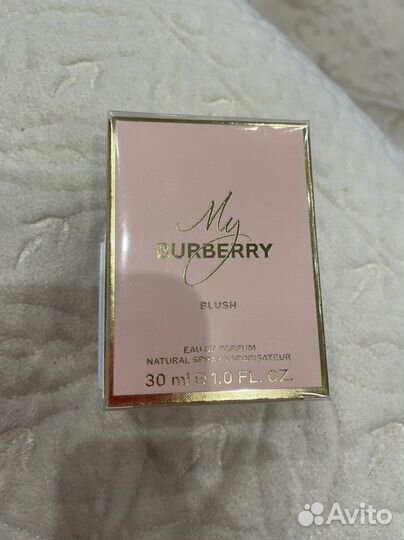 My
BURBERRY
BLUSH
EAU DE PARFUM
NATURAL SPRAY VAPORISATEUR
30 ml ℮ 1.0 FL. OZ.
Avito